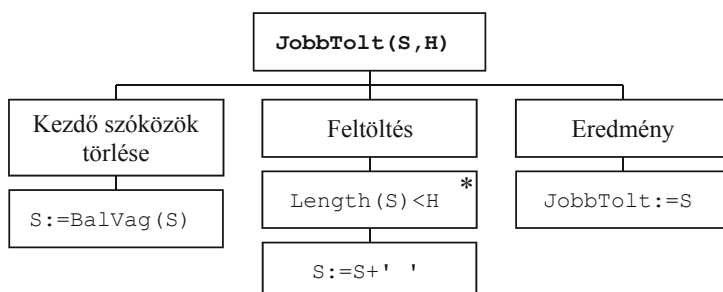 JobbTolt(S,H)
Kezdő szóközök
törlése
S:=BalVag(S)
Feltöltés
Length(S)<H *
S:=S+' '
Eredmény
JobbTolt:=S